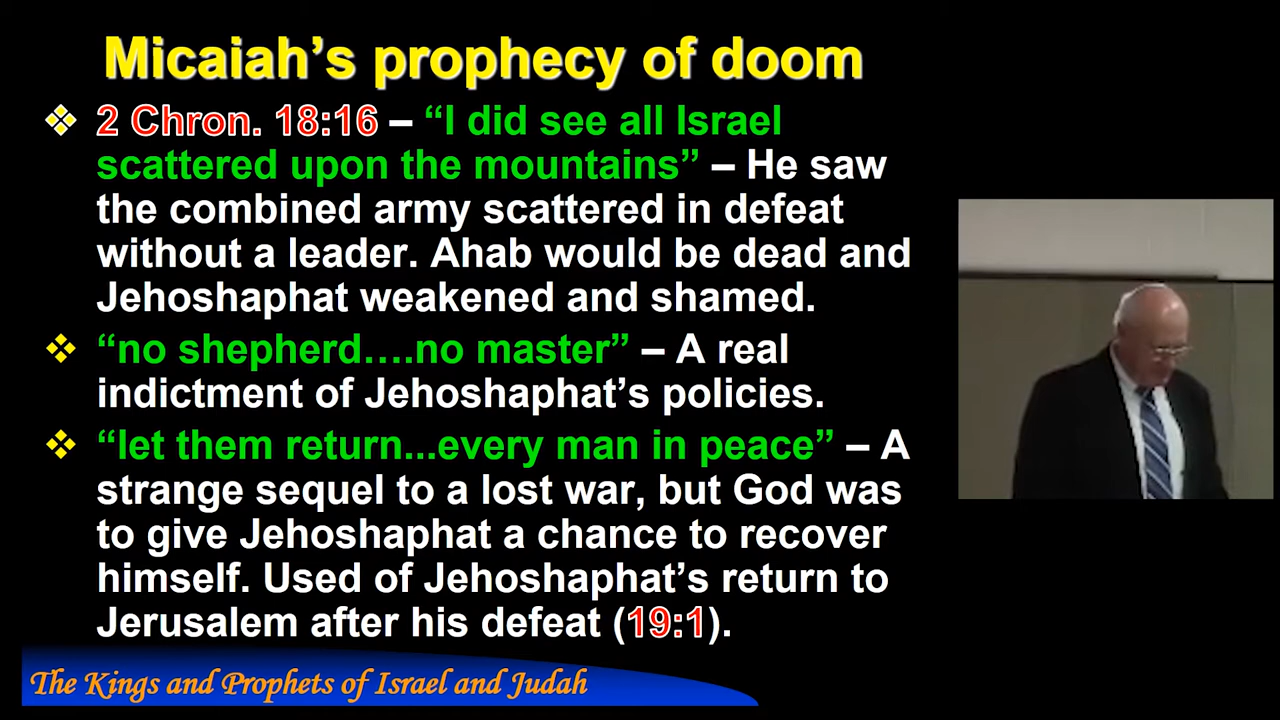 Micaiah’s prophecy of doom
❖ 2 Chron. 18:16 – “I did see all Israel
scattered upon the mountains” – He saw
the combined army scattered in defeat
without a leader. Ahab would be dead and
Jehoshaphat weakened and shamed.
❖ “no shepherd….no master” – A real
indictment of Jehoshaphat’s policies.
❖ “let them return...every man in peace” – A
strange sequel to a lost war, but God was
to give Jehoshaphat a chance to recover
himself. Used of Jehoshaphat’s return to
Jerusalem after his defeat (19:1).
The Kings and Prophets of Israel and Judah